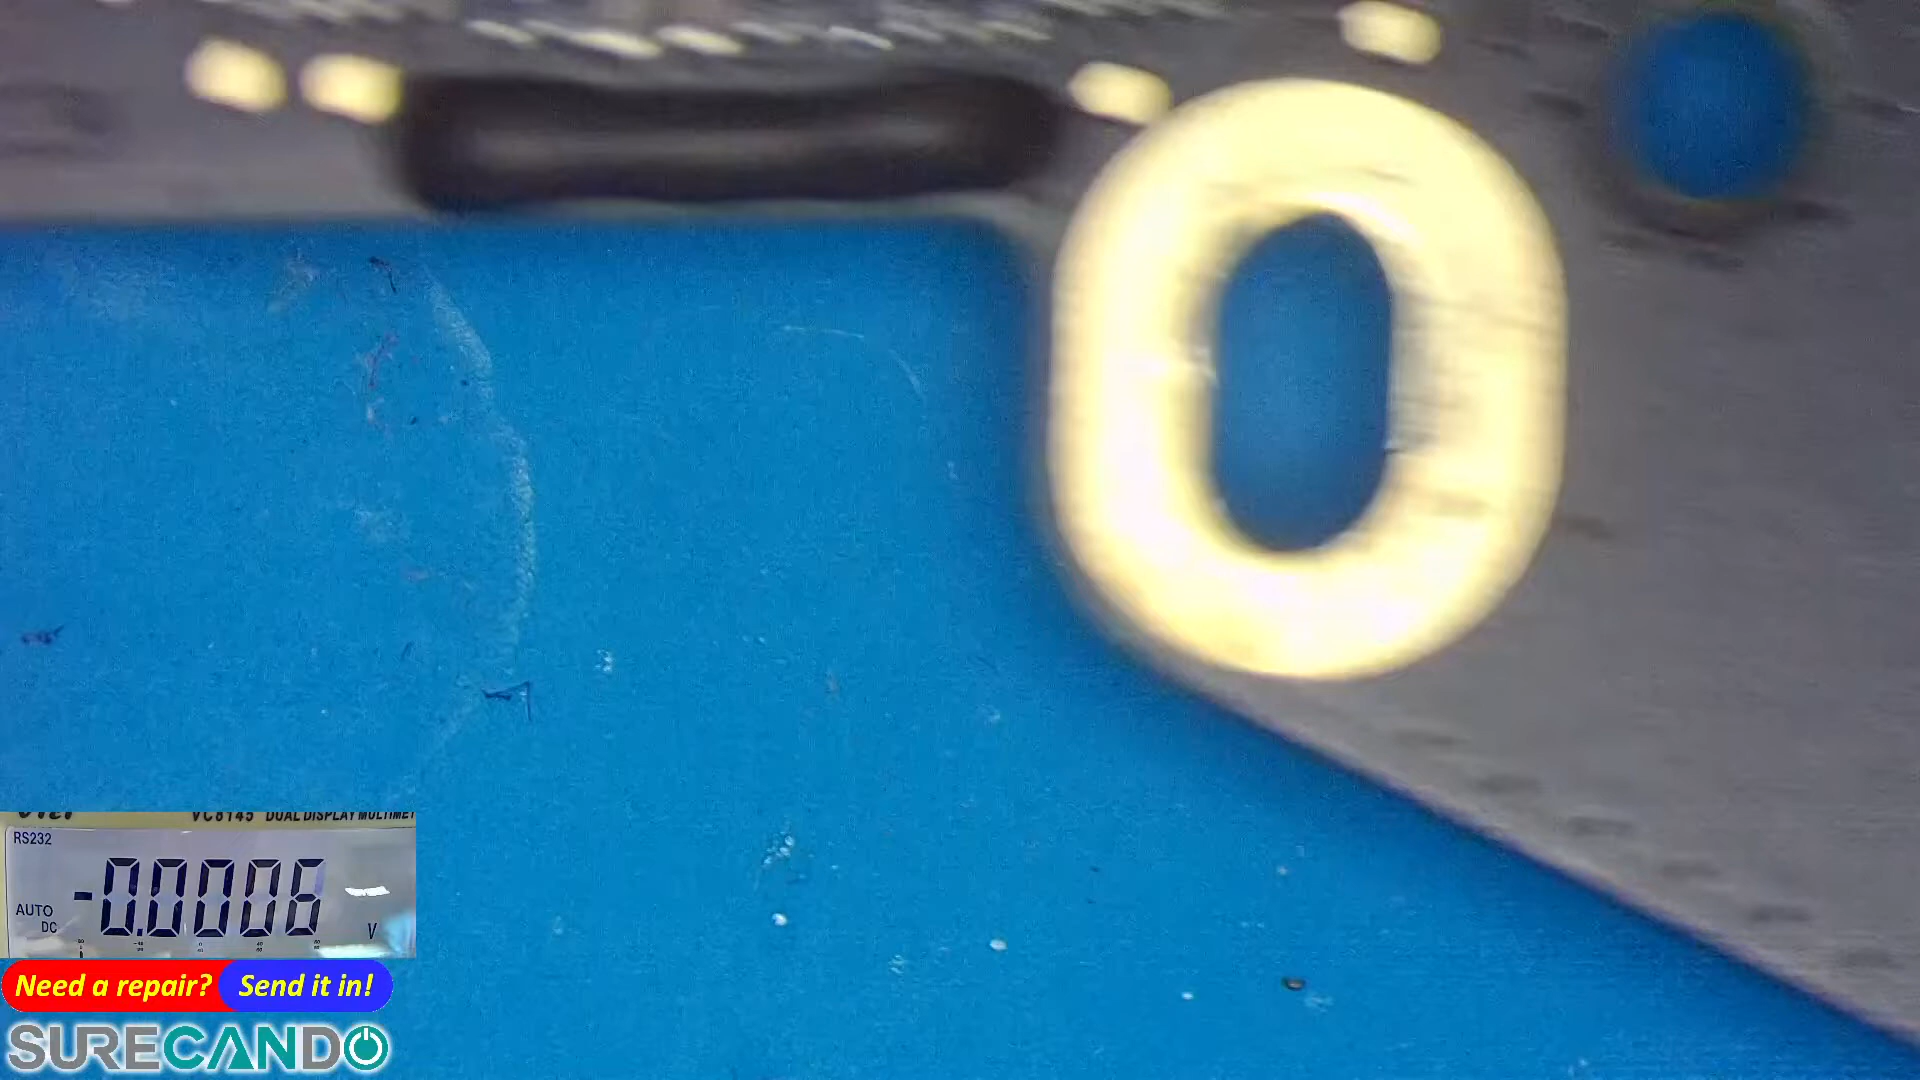 VC8145 DUAL DISPLAY MULTIMET
RS232
-0.0006
AUTO
DC
V
Need a repair? Send it in!
SURECANDO